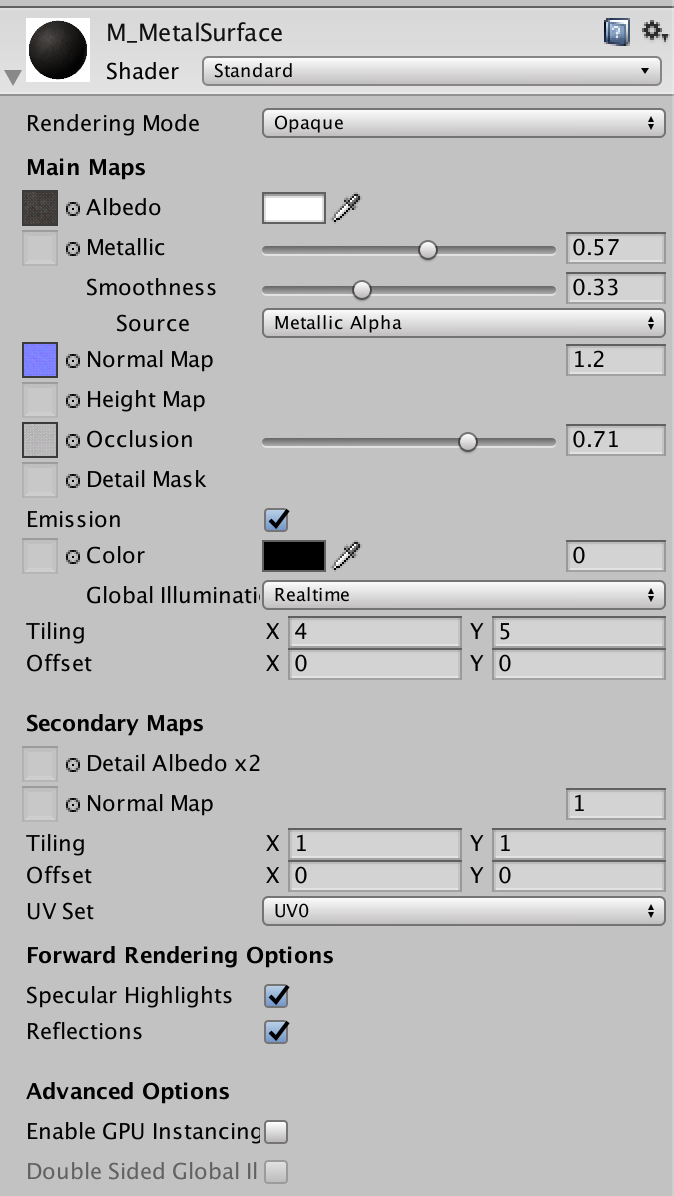 M_MetalSurface
Shader Standard
Rendering Mode Opaque
Main Maps
Albedo
Metallic 0.57
Smoothness 0.33
Source Metallic Alpha
Normal Map 1.2
Height Map
Occlusion 0.71
Detail Mask
Emission
Color 0
Global Illuminati Realtime
Tiling X 4 Y 5
Offset X 0 Y 0
Secondary Maps
Detail Albedo x2
Normal Map 1
Tiling X 1 Y 1
Offset X 0 Y 0
UV Set UV0
Forward Rendering Options
Specular Highlights
Reflections
Advanced Options
Enable GPU Instancing
Double Sided Global Il